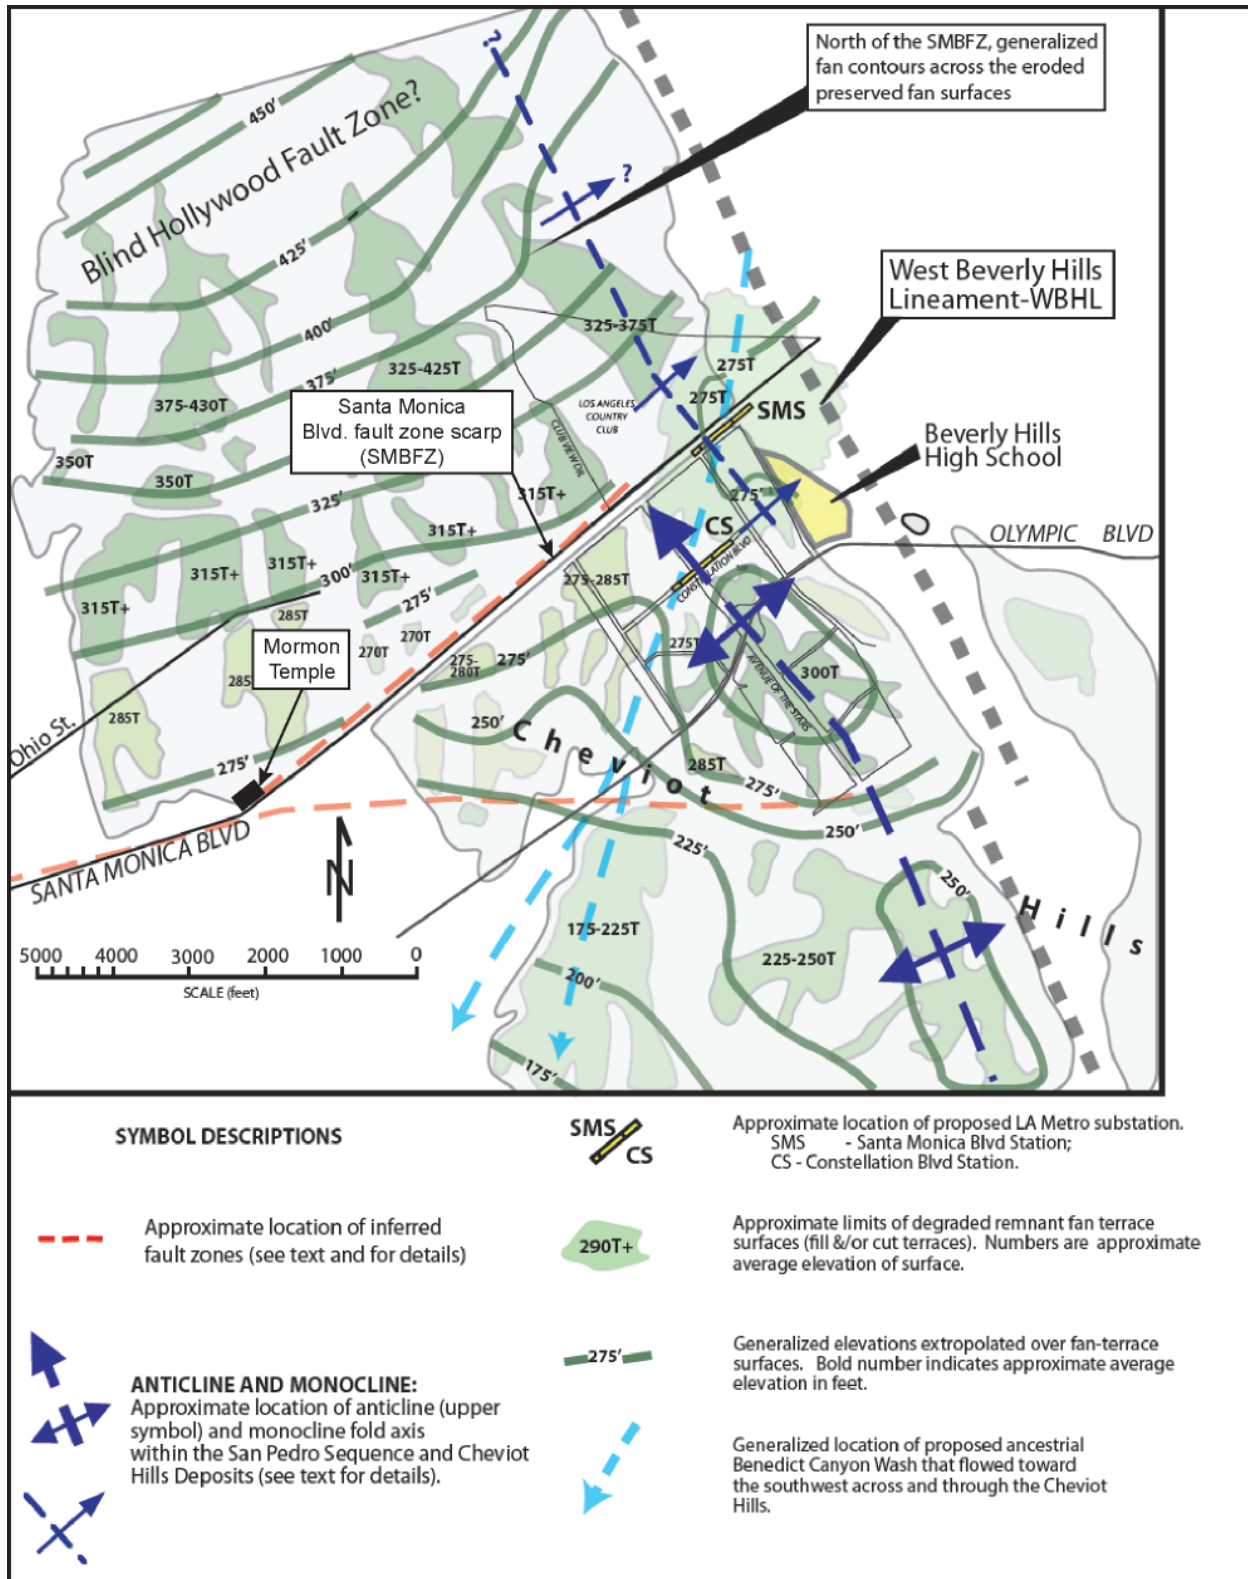 ?
North of the SMBFZ, generalized
fan contours across the eroded
preserved fan surfaces
450'
Blind Hollywood Fault Zone?
?
425'
West Beverly Hills
Lineament-WBHL
400'
325-375T
375'
325-425T
275T
275T
375-430T
Santa Monica
Blvd. fault zone scarp
(SMBFZ)
LOS ANGELES
COUNTRY
CLUB
SMS
CLUB VIEW DR.
Beverly Hills
High School
350T
350T
325'
315T+
275'
315T+
CS
OLYMPIC BLVD
CONSTELLATION BLVD
315T+
315T+
300'
315T+
275-285T
315T+
275'
285T
270T
270T
275T
Mormon
Temple
275-
280T
275'
300T
AVENUE OF THE STARS
285
285T
Ohio St.
250'
Cheviot
285T
275'
275'
250'
SANTA MONICA BLVD
225'
N
250'
Hills
175-225T
225-250T
5000 4000 3000 2000 1000 0
SCALE (feet)
200'
175'
SYMBOL DESCRIPTIONS
Approximate location of inferred
fault zones (see text and for details)
ANTICLINE AND MONOCLINE:
Approximate location of anticline (upper
symbol) and monocline fold axis
within the San Pedro Sequence and Cheviot
Hills Deposits (see text for details).
SMS
CS
Approximate location of proposed LA Metro substation.
SMS - Santa Monica Blvd Station;
CS - Constellation Blvd Station.
290T+
Approximate limits of degraded remnant fan terrace
surfaces (fill &/or cut terraces). Numbers are approximate
average elevation of surface.
275'
Generalized elevations extropolated over fan-terrace
surfaces. Bold number indicates approximate average
elevation in feet.
Generalized location of proposed ancestrial
Benedict Canyon Wash that flowed toward
the southwest across and through the Cheviot
Hills.